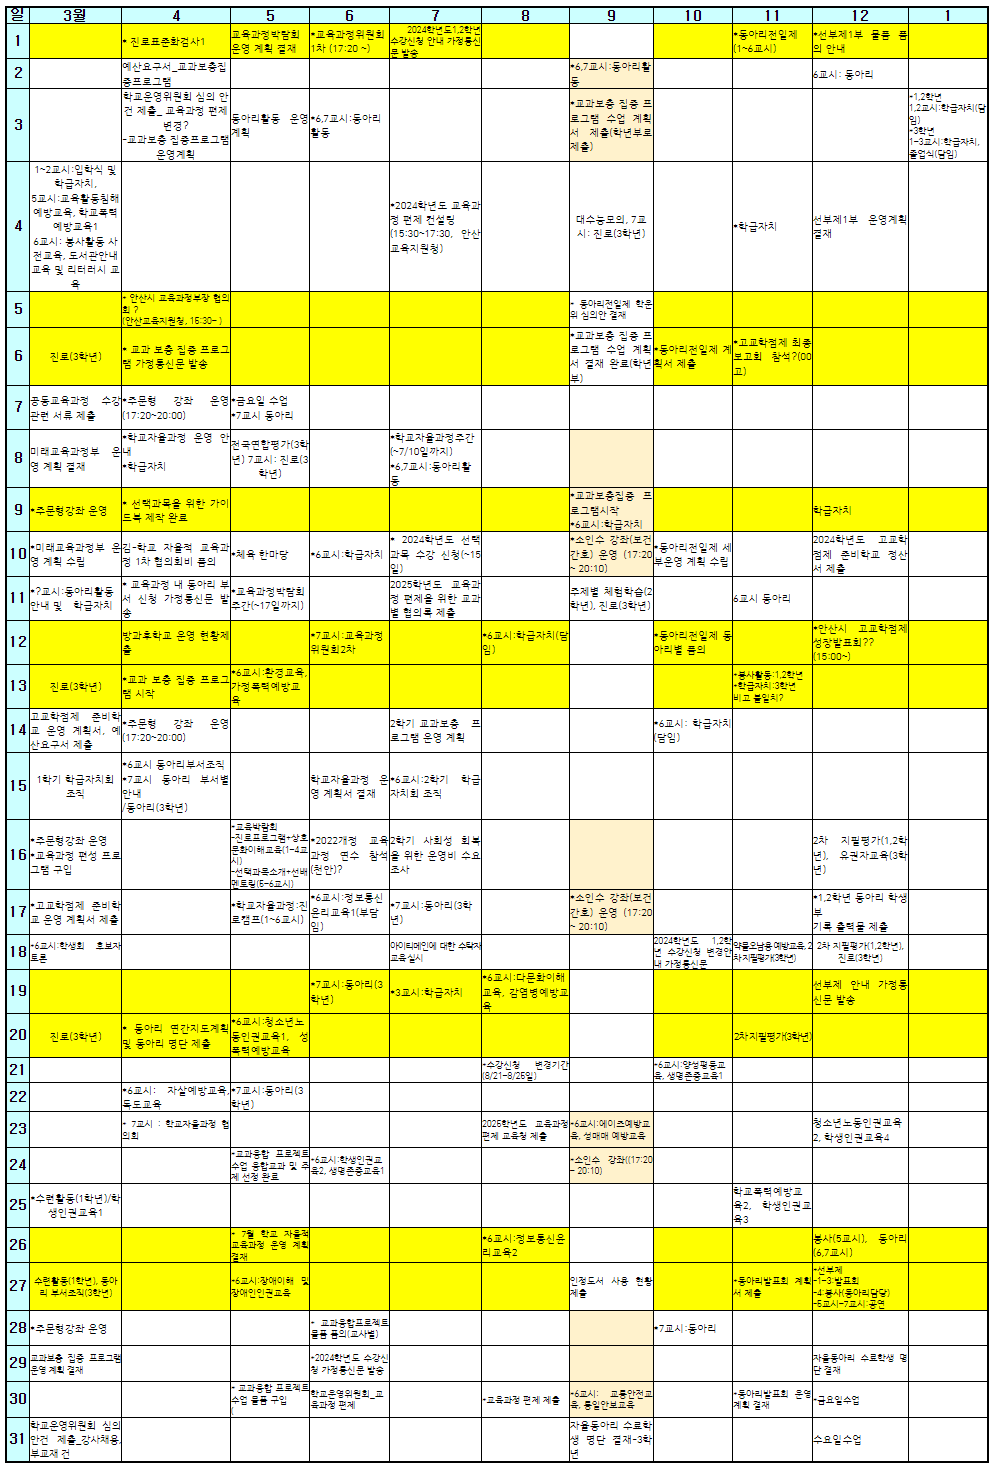 일 3월 4 5 6 7 8 9 10 11 12 1
1
* 진로표준화검사1
교육과정박람회
운영 계획 결재
*교육과정위원회
1차 (17:20 ~)
2024학년도1,2학년
수강신청 안내 가정통신
문 발송
*동아리전일제
(1~6교시)
*선부제1부 물품 품
의 안내
2
예산요구서_교과보충집
중프로그램
*6,7교시:동아리활
동
6교시: 동아리
3
학교운영위원회 심의 안
건 제출_ 교육과정 편제
변경?
-교과보충 집중프로그램
운영계획
동아리활동 운영
계획
*6,7교시:동아리
활동
*교과보충 집중 프
로그램 수업 계획
서 제출(학년부로
제출)
*1,2학년
1,2교시:학급자치(담
임)
*3학년
1-3교시:학급자치,
졸업식(담임)
4
1~2교시:입학식 및
학급자치,
5교시:교육활동침해
예방교육, 학교폭력
예방교육1
6교시: 봉사활동 사
전교육, 도서관안내
교육 및 리터러시 교
육
*2024학년도 교육과
정 편제 컨설팅
(15:30~17:30, 안산
교육지원청)
대수능모의, 7교
시: 진로(3학년)
*학급자치
선부제1부 운영계획
결재
5
* 안산시 교육과정부장 협의
회 ?
(안산교육지원청, 15:30- )
* 동아리전일제 학운
위 심의안 결재
6
진로(3학년)
* 교과 보충 집중 프로그
램 가정통신문 발송
*교과보충 집중 프
로그램 수업 계획
서 결재 완료(학년
부)
*동아리전일제 계
획서 제출
*고교학점제 최종
보고회 참석?(00
고)
7
공동교육과정 수강
관련 서류 제출
*주문형 강좌 운영
(17:20~20:00)
*금요일 수업
*7교시 동아리
8
미래교육과정부 운
영 계획 결재
*학교자율과정 운영 안
내
*학급자치
전국연합평가(3학
년) 7교시: 진로(3
학년)
*학교자율과정주간
(~7/10일까지)
*6,7교시:동아리활
동
9
*주문형강좌 운영
* 선택과목을 위한 가이
드북 제작 완료
*교과보충집중 프
로그램시작
*6교시:학급자치
학급자치
10
*미래교육과정부 운
영 계획 수립
김-학교 자율적 교육과
정 1차 협의회비 품의
*체육 한마당
*6교시:학급자치
* 2024학년도 선택
과목 수강 신청(~15
일)
*소인수 강좌(보건
간호) 운영 (17:20
~ 20:10)
*동아리전일제 세
부운영 계획 수립
2024학년도 고교학
점제 준비학교 정산
서 제출
11
*?교시:동아리활동
안내 및 학급자치
* 교육과정 내 동아리 부
서 신청 가정통신문 발
송
*교육과정박람회
주간(~17일까지)
2025학년도 교육과
정 편제을 위한 교과
별 협의록 제출
주제별 체험학습(2
학년), 진로(3학년)
6교시 동아리
12
방과후학교 운영 현황제
출
*7교시:교육과정
위원회2차
*6교시:학급자치(담
임)
*동아리전일제 동
아리별 품의
*안산시 고교학점제
성장발표회??
(15:00~)
13
진로(3학년)
*교과 보충 집중 프로그
램 시작
*6교시:환경교육,
가정폭력예방교
육
*봉사활동:1,2학년
*학급자치:3학년
비고 불일치?
14
고교학점제 준비학
교 운영 계획서, 예
산요구서 제출
*주문형 강좌 운영
(17:20~20:00)
2학기 교과보충 프
로그램 운영 계획
*6교시: 학급자치
(담임)
15
1학기 학급자치회
조직
*6교시 동아리부서조직
*7교시 동아리 부서별
안내
/동아리(3학년)
학교자율과정 운
영 계획서 결재
*6교시:2학기 학급
자치회 조직
16
*주문형강좌 운영
*교육과정 편성 프로
그램 구입
*교육박람회
-진로프로그램+상호
문화이해교육(1-4교
시)
-선택과목소개+선배
멘토링(5-6교시)
*2022개정 교육
과정 연수 참석
(천안)?
2학기 사회성 회복
을 위한 운영비 수요
조사
2차 지필평가(1,2학
년), 유권자교육(3학
년)
17
*고교학점제 준비학
교 운영 계획서 제출
*학교자율과정:진
로캠프(1~6교시)
*6교시:정보통신
윤리교육1(부담
임)
*7교시:동아리(3학
년)
*소인수 강좌(보건
간호) 운영 (17:20
~ 20:10)
*1,2학년 동아리 학생
부
기록 출력물 제출
18
*6교시:학생회 후보자
토론
아이티메인에 대한 수탁자
교육실시
2024학년도 1,2학
년 수강신청 변경안
내 가정통신문
약물오남용 예방교육, 2
차지필평가(3학년)
2차 지필평가(1,2학년),
진로(3학년)
19
*7교시:동아리(3
학년)
*3교시:학급자치
*6교시:다문화이해
교육, 감염병예방교
육
선부제 안내 가정통
신문 발송
20
진로(3학년)
* 동아리 연간지도계획
및 동아리 명단 제출
*6교시:청소년노
동인권교육1, 성
폭력예방교육
2차지필평가(3학년)
21
*수강신청 변경기간
(8/21-8/25일)
*6교시:양성평등교
육, 생명존중교육1
22
*6교시: 자살예방교육,
독도교육
*7교시:동아리(3
학년)
23
* 7교시 : 학교자율과정 협
의회
2025학년도 교육과정
편제 교육청 제출
*6교시:에이즈예방교
육, 성매매 예방교육
청소년노동인권교육
2, 학생인권교육4
24
*교과융합 프로젝트
수업 융합교과 및 주
제 선정 완료
*6교시:학생인권교
육2, 생명존중교육1
*소인수 강좌((17:20
~ 20:10)
25
*수련활동(1학년)/학
생인권교육1
학교폭력예방교
육2, 학생인권교
육3
26
* 7월 학교 자율적
교육과정 운영 계획
결재
*6교시:정보통신윤
리교육2
봉사(5교시), 동아리
(6,7교시)
27
수련활동(1학년), 동아
리 부서조직(3학년)
*6교시:장애이해 및
장애인인권교육
인정도서 사용 현황
제출
*동아리발표회 계획
서 제출
*선부제
-1-3:발표회
-4:봉사(동아리담당)
-5교시-7교시:공연
28
*주문형강좌 운영
* 교과융합프로젝트
물품 품의(교사별)
*7교시:동아리
29
교과보충 집중 프로그램
운영 계획 결재
*2024학년도 수강신
청 가정통신문 발송
자율동아리 수료학생 명
단 결재
30
* 교과융합 프로젝트
수업 물품 구입
(
학교운영위원회_교
육과정 편제
*교육과정 편제 제출
*6교시: 교통안전교
육, 통일안보교육
*동아리발표회 운영
계획 결재
*금요일수업
31
학교운영위원회 심의
안건 제출_강사채용,
부교재 건
자율동아리 수료학
생 명단 결재-3학
년
수요일수업